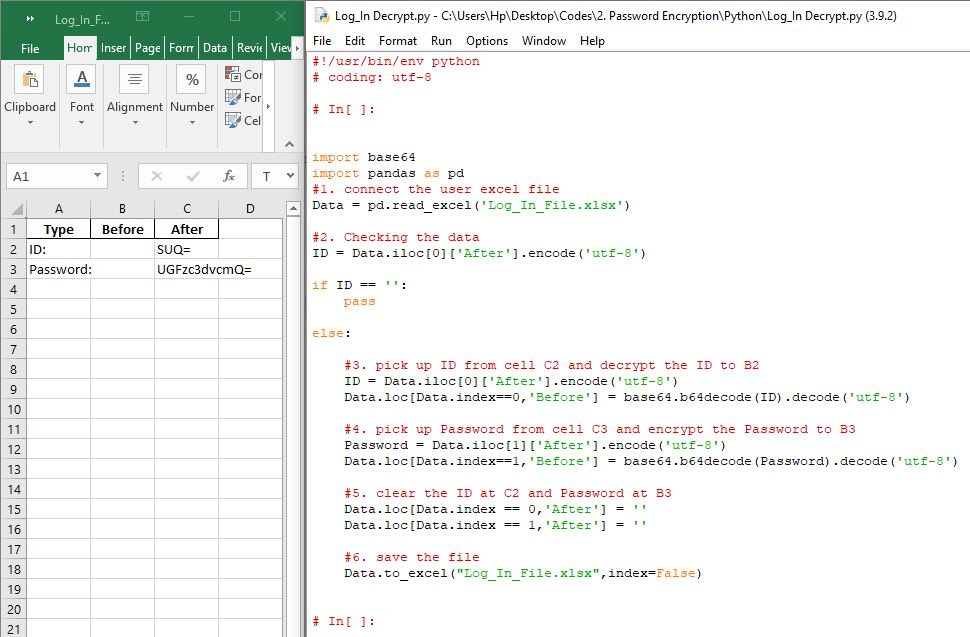 Log_In_F...
File Hom Inser Page Forn Data Revie View
Clipboard Font Alignment Number
%
Cor
For
Cel
A1 fx T
A B C D
1 Type Before After
2 ID: SUQ=
3 Password: UGFzc3dvcmQ=
4
5
6
7
8
9
10
11
12
13
14
15
16
17
18
19
20
21
Log_In Decrypt.py - C:\Users\Hp\Desktop\Codes\2. Password Encryption\Python\Log_In Decrypt.py (3.9.2)
File Edit Format Run Options Window Help
#!/usr/bin/env python
# coding: utf-8
# In[ ]:
import base64
import pandas as pd
#1. connect the user excel file
Data = pd.read_excel('Log_In_File.xlsx')
#2. Checking the data
ID = Data.iloc[0]['After'].encode('utf-8')
if ID == '':
pass
else:
#3. pick up ID from cell C2 and decrypt the ID to B2
ID = Data.iloc[0]['After'].encode('utf-8')
Data.loc[Data.index==0,'Before'] = base64.b64decode(ID).decode('utf-8')
#4. pick up Password from cell C3 and encrypt the Password to B3
Password = Data.iloc[1]['After'].encode('utf-8')
Data.loc[Data.index==1,'Before'] = base64.b64decode(Password).decode('utf-8')
#5. clear the ID at C2 and Password at B3
Data.loc[Data.index == 0,'After'] = ''
Data.loc[Data.index == 1,'After'] = ''
#6. save the file
Data.to_excel("Log_In_File.xlsx",index=False)
# In[ ]: